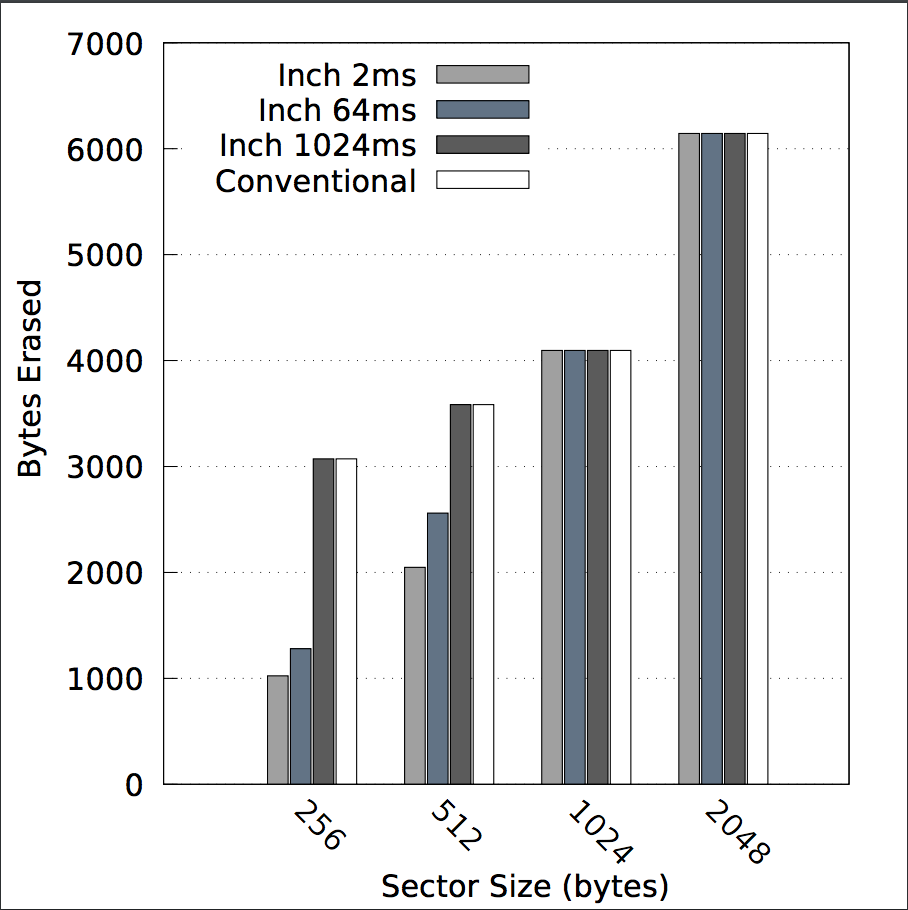 7000
6000
5000
4000
3000
2000
1000
0
Bytes Erased
Inch 2ms
Inch 64ms
Inch 1024ms
Conventional
256
512
1024
2048
Sector Size (bytes)